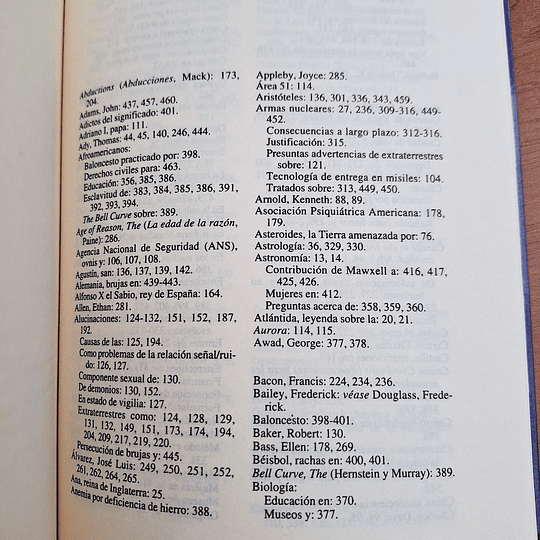 Abductions (Abducciones, Mack): 173,
204.
Adams, John: 437, 457, 460.
Adictos del significado: 401.
Adriano I, papa: 111.
Ady, Thomas: 44, 45, 140, 246, 444.
Afroamericanos:
Baloncesto practicado por: 398.
Derechos civiles para: 463.
Educación: 356, 385, 386.
Esclavitud de: 383, 384, 385, 386, 391,
392, 393, 394.
The Bell Curve sobre: 389.
Age of Reason, The (La edad de la razón,
Paine): 286.
Agencia Nacional de Seguridad (ANS),
ovnis y: 106, 107, 108.
Agustín, san: 136, 137, 139, 142.
Alemania, brujas en: 439-443.
Alfonso X el Sabio, rey de España: 164.
Allen, Ethan: 281.
Alucinaciones: 124-132, 151, 152, 187,
192.
Causas de las: 125, 194.
Como problemas de la relación señal/rui-
do: 126, 127.
Componente sexual de: 130.
De demonios: 130, 152.
En estado de vigilia: 127.
Extraterrestres como: 124, 128, 129,
131, 132, 149, 151, 173, 174, 194,
204, 209, 217, 219, 220.
Persecución de brujas y: 445.
Álvarez, José Luis: 249, 250, 251, 252,
261, 262, 264, 265.
Ana, reina de Inglaterra: 25.
Anemia por deficiencia de hierro: 388.
Appleby, Joyce: 285.
Área 51: 114.
Aristóteles: 136, 301, 336, 343, 459.
Armas nucleares: 27, 236, 309-316, 449-
452.
Consecuencias a largo plazo: 312-316.
Justificación: 315.
Presuntas advertencias de extraterrestres
sobre: 121.
Tecnología de entrega en misiles: 104.
Tratados sobre: 313, 449, 450.
Arnold, Kenneth: 88, 89.
Asociación Psiquiátrica Americana: 178,
179.
Asteroides, la Tierra amenazada por: 76.
Astrología: 36, 329, 330.
Astronomía: 13, 14.
Contribución de Mawxell a: 416, 417,
425, 426.
Mujeres en: 412.
Preguntas acerca de: 358, 359, 360.
Atlántida, leyenda sobre la: 20, 21.
Aurora: 114, 115.
Awad, George: 377, 378.
Bacon, Francis: 224, 234, 236.
Bailey, Frederick: véase Douglass, Frede-
rick.
Baloncesto: 398-401.
Baker, Robert: 130.
Bass, Ellen: 178, 269.
Béisbol, rachas en: 400, 401.
Bell Curve, The (Hernstein y Murray): 389.
Biología:
Educación en: 370.
Museos y: 377.